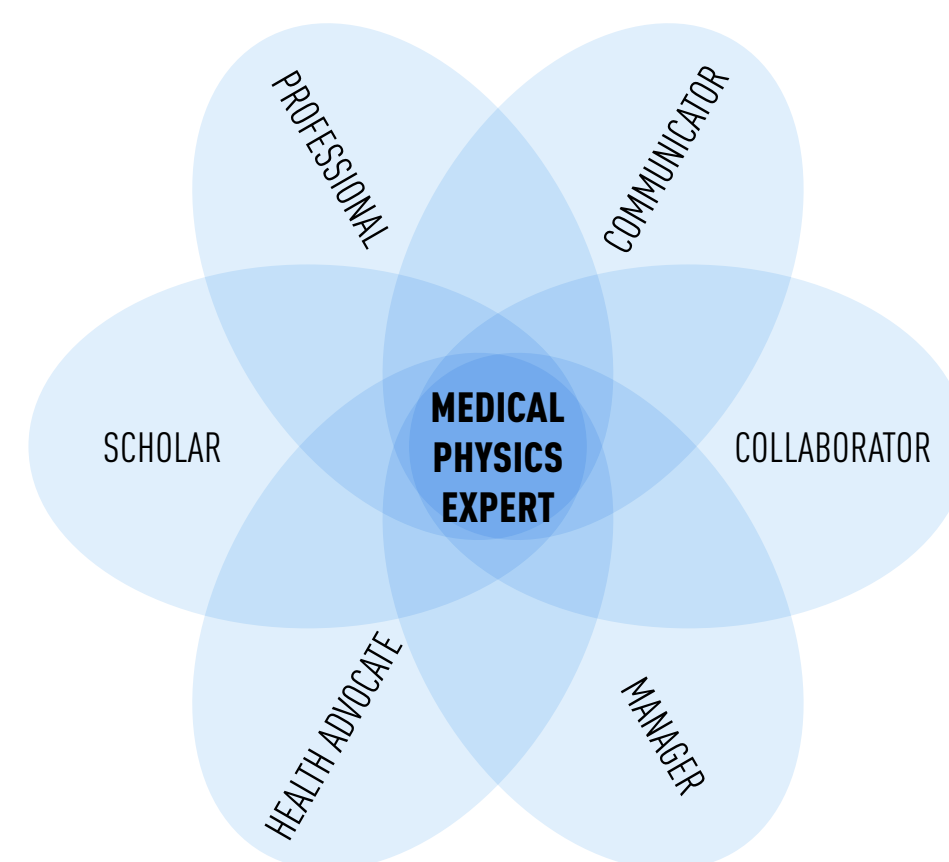 PROFESSIONAL
COMMUNICATOR
SCHOLAR
MEDICAL
PHYSICS
EXPERT
COLLABORATOR
HEALTH ADVOCATE
MANAGER